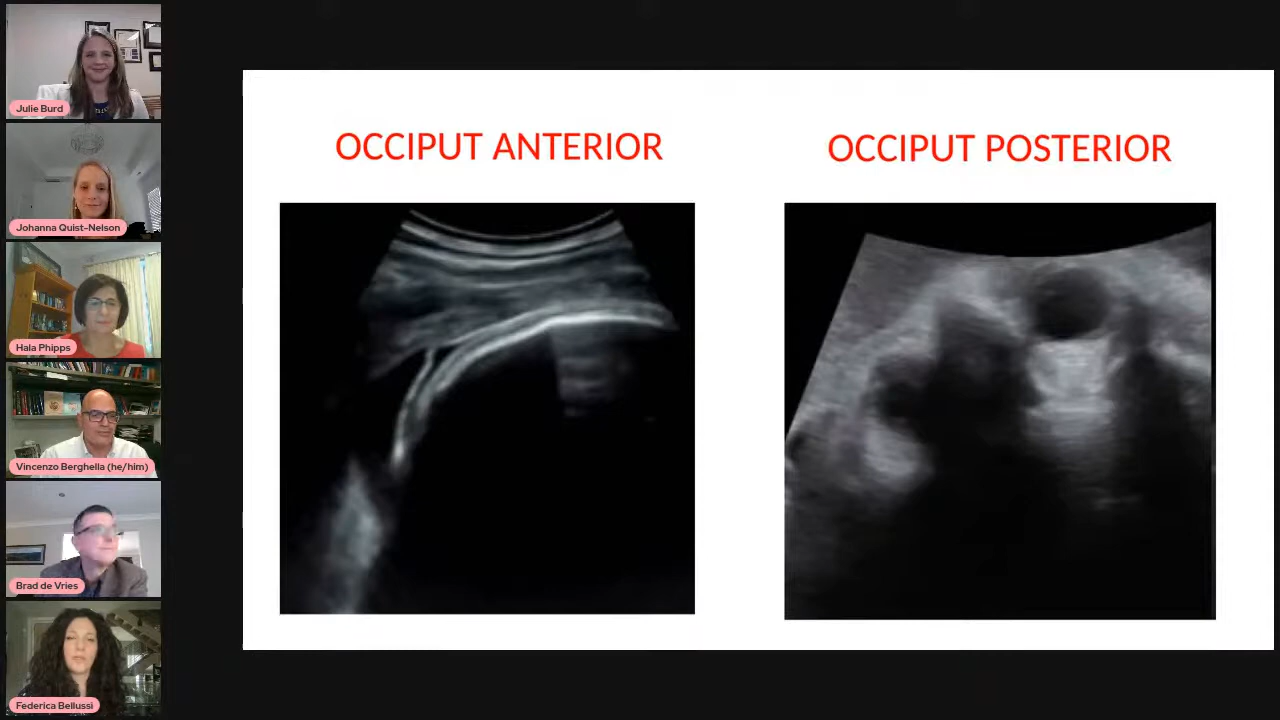 Julie Burd
Johanna Quist-Nelson
Hala Phipps
Vincenzo Berghella (he/him)
Brad de Vries
Federica Bellussi
OCCIPUT ANTERIOR
OCCIPUT POSTERIOR